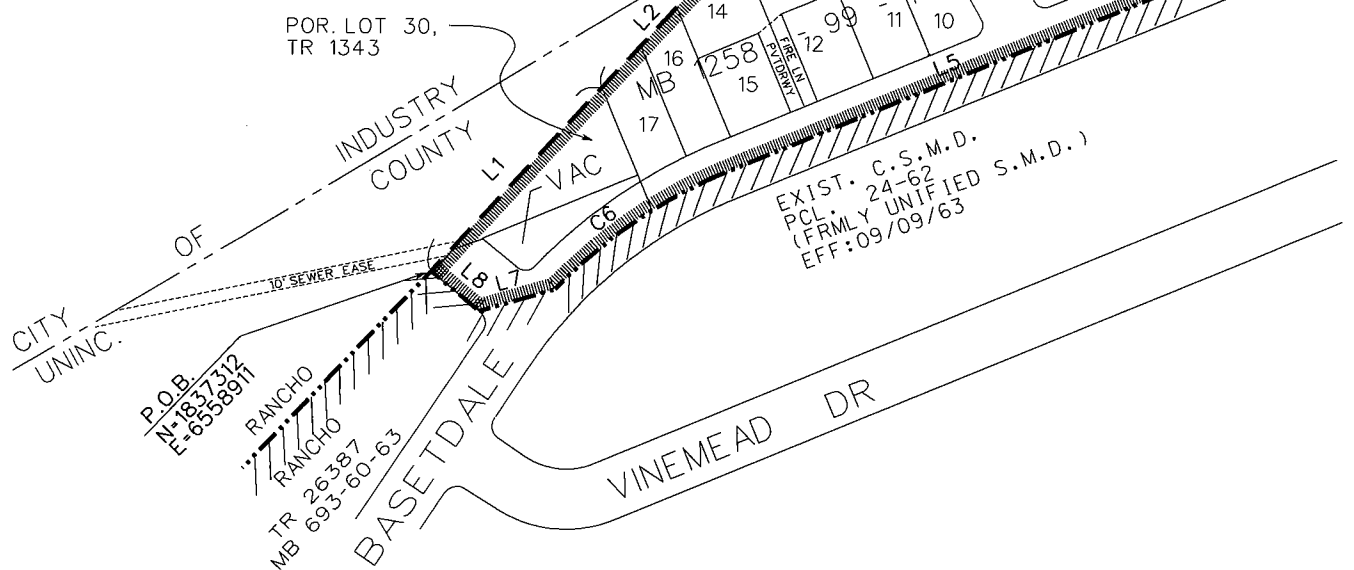 POR. LOT 30,
TR 1343
L2
14
16
17
MB 258
15
FIRE LN
PVTDRWY
12
99
11
10
L5
INDUSTRY
COUNTY
L1
VAC
C6
EXIST. C.S.M.D.
PCL. 24-62
(FRMLY UNIFIED S.M.D.)
EFF:09/09/63
OF
10' SEWER EASE
L8
L7
CITY
UNINC.
P.O.B.
N=1837312
E=6558911
RANCHO
RANCHO
TR 26387
MB 693-60-63
BASETDALE
VINEMEAD DR